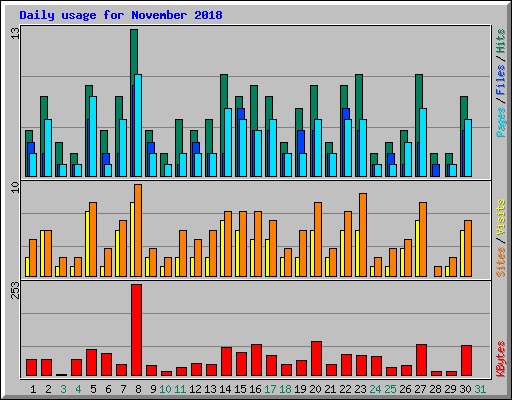 Daily usage for November 2018
13
Pages/Files/Hits
10
Sites/Visits
253
KBytes
1 2 3 4 5 6 7 8 9 10 11 12 13 14 15 16 17 18 19 20 21 22 23 24 25 26 27 28 29 30 31